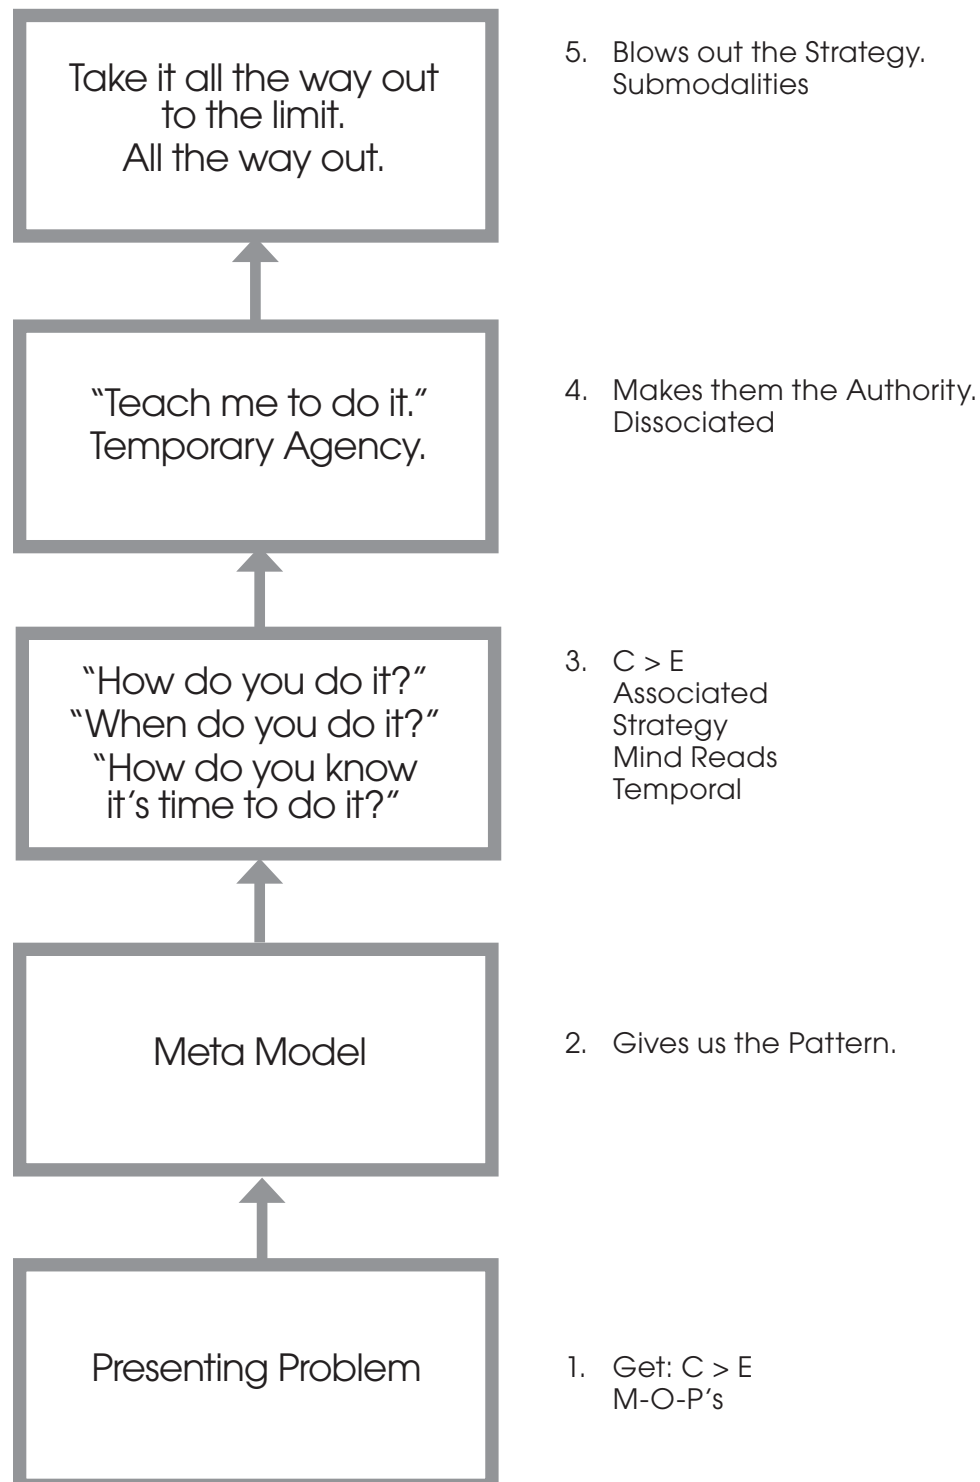 Take it all the way out
to the limit.
All the way out.
5. Blows out the Strategy.
Submodalities
“Teach me to do it.”
Temporary Agency.
4. Makes them the Authority.
Dissociated
“How do you do it?”
“When do you do it?”
“How do you know
it’s time to do it?”
3. C > E
Associated
Strategy
Mind Reads
Temporal
Meta Model
2. Gives us the Pattern.
Presenting Problem
1. Get: C > E
M-O-P’s